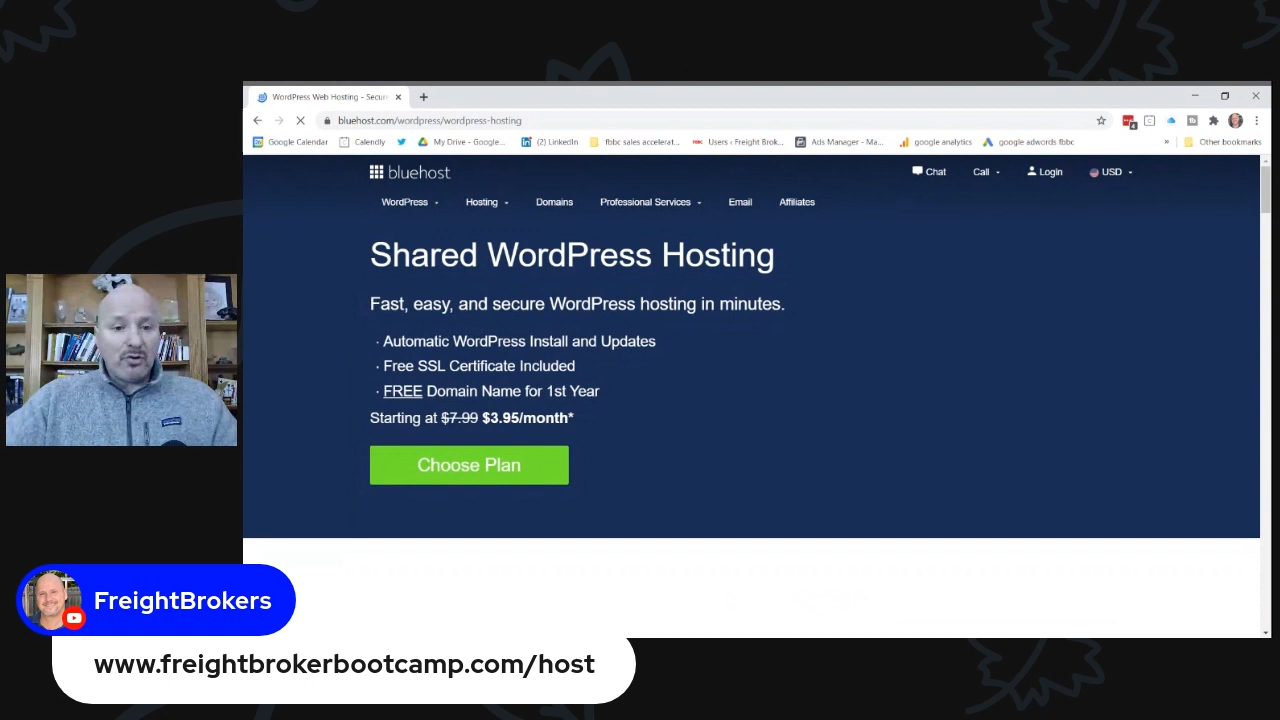 WordPress Web Hosting - Secur
bluehost.com/wordpress/wordpress-hosting
Google Calendar
Calendly
My Drive - Google...
(2) LinkedIn
fbbc sales accelerat...
Users ‹ Freight Brok...
Ads Manager - Ma...
google analytics
google adwords fbbc
»
Other bookmarks
bluehost
Chat
Call
Login
USD
WordPress
Hosting
Domains
Professional Services
Email
Affiliates
Shared WordPress Hosting
Fast, easy, and secure WordPress hosting in minutes.
· Automatic WordPress Install and Updates
· Free SSL Certificate Included
· FREE Domain Name for 1st Year
Starting at $7.99 $3.95/month*
Choose Plan
FreightBrokers
www.freightbrokerbootcamp.com/host